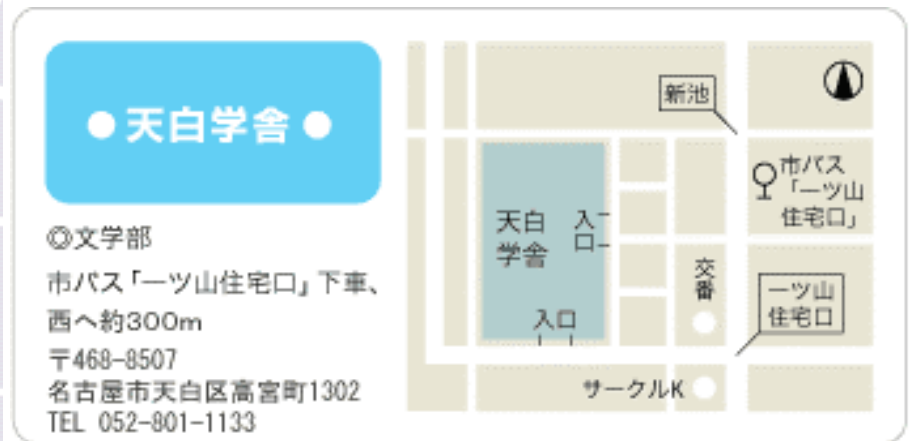 ● 天白学舎 ●
◎文学部
市バス「一ツ山住宅口」下車、
西へ約300m
〒468-8507
名古屋市天白区高宮町1302
TEL 052-801-1133
新池
市バス
「一ツ山
住宅口」
天白
学舎
入口
入口
交番
一ツ山
住宅口
サークルK